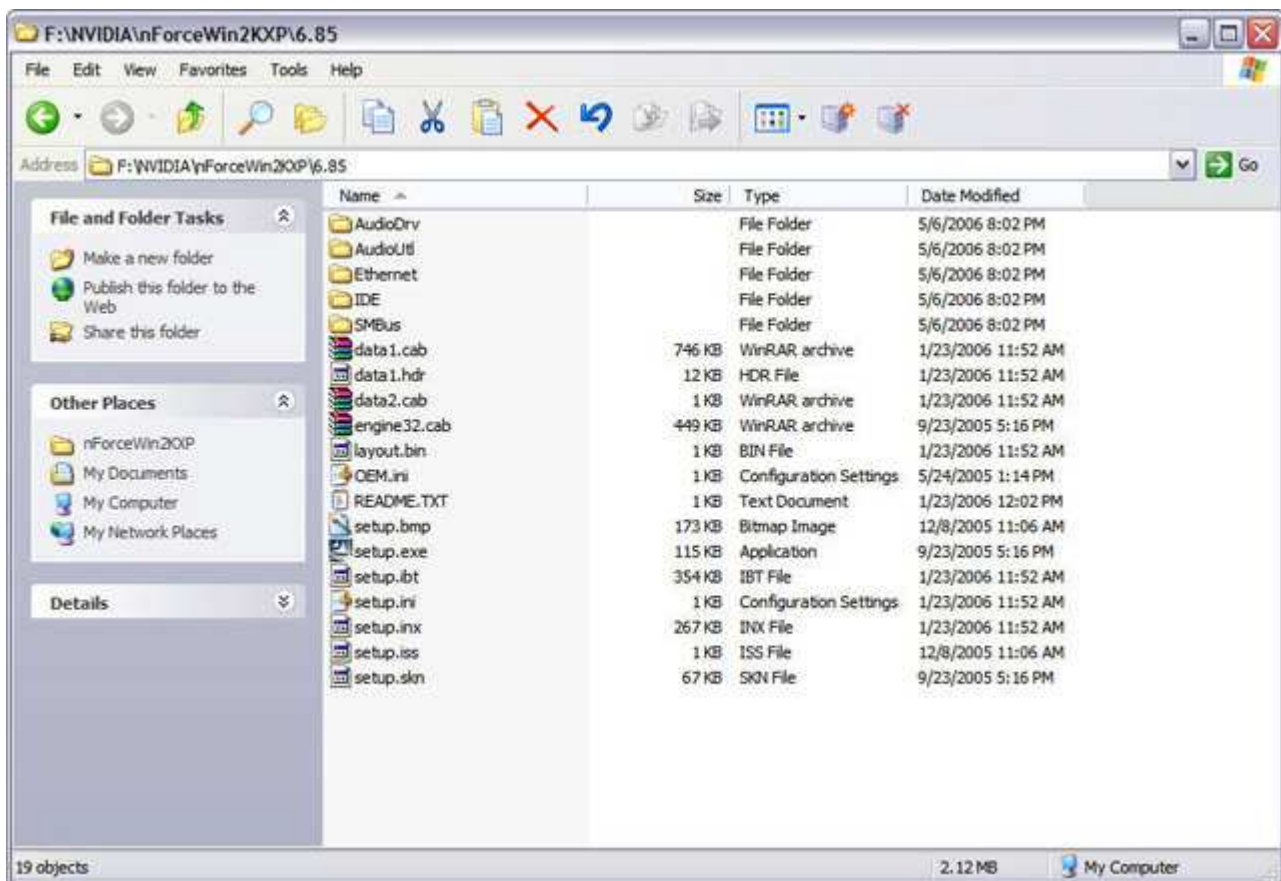 F:\NVIDIA\nForceWin2KXP\6.85
File Edit View Favorites Tools Help
Address F:\NVIDIA\nForceWin2KXP\6.85 Go
Name Size Type Date Modified
File and Folder Tasks
Make a new folder
Publish this folder to the
Web
Share this folder
Other Places
nForceWin2KXP
My Documents
My Computer
My Network Places
Details
AudioDrv File Folder 5/6/2006 8:02 PM
AudioUtl File Folder 5/6/2006 8:02 PM
Ethernet File Folder 5/6/2006 8:02 PM
IDE File Folder 5/6/2006 8:02 PM
SMBus File Folder 5/6/2006 8:02 PM
data1.cab 746 KB WinRAR archive 1/23/2006 11:52 AM
data1.hdr 12 KB HDR File 1/23/2006 11:52 AM
data2.cab 1 KB WinRAR archive 1/23/2006 11:52 AM
engine32.cab 449 KB WinRAR archive 9/23/2005 5:16 PM
layout.bin 1 KB BIN File 1/23/2006 11:52 AM
OEM.ini 1 KB Configuration Settings 5/24/2005 1:14 PM
README.TXT 1 KB Text Document 1/23/2006 12:02 PM
setup.bmp 173 KB Bitmap Image 12/8/2005 11:06 AM
setup.exe 115 KB Application 9/23/2005 5:16 PM
setup.ibt 354 KB IBT File 1/23/2006 11:52 AM
setup.ini 1 KB Configuration Settings 1/23/2006 11:52 AM
setup.inx 267 KB INX File 1/23/2006 11:52 AM
setup.iss 1 KB ISS File 12/8/2005 11:06 AM
setup.skn 67 KB SKN File 9/23/2005 5:16 PM
19 objects 2.12 MB My Computer